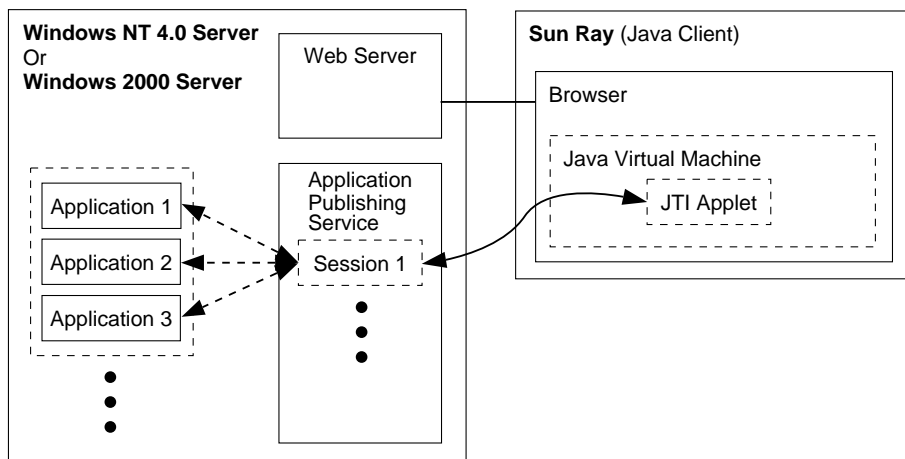 Windows NT 4.0 Server
Or
Windows 2000 Server
Web Server
Application 1
Application 2
Application 3
Application
Publishing
Service
Session 1
Sun Ray (Java Client)
Browser
Java Virtual Machine
JTI Applet